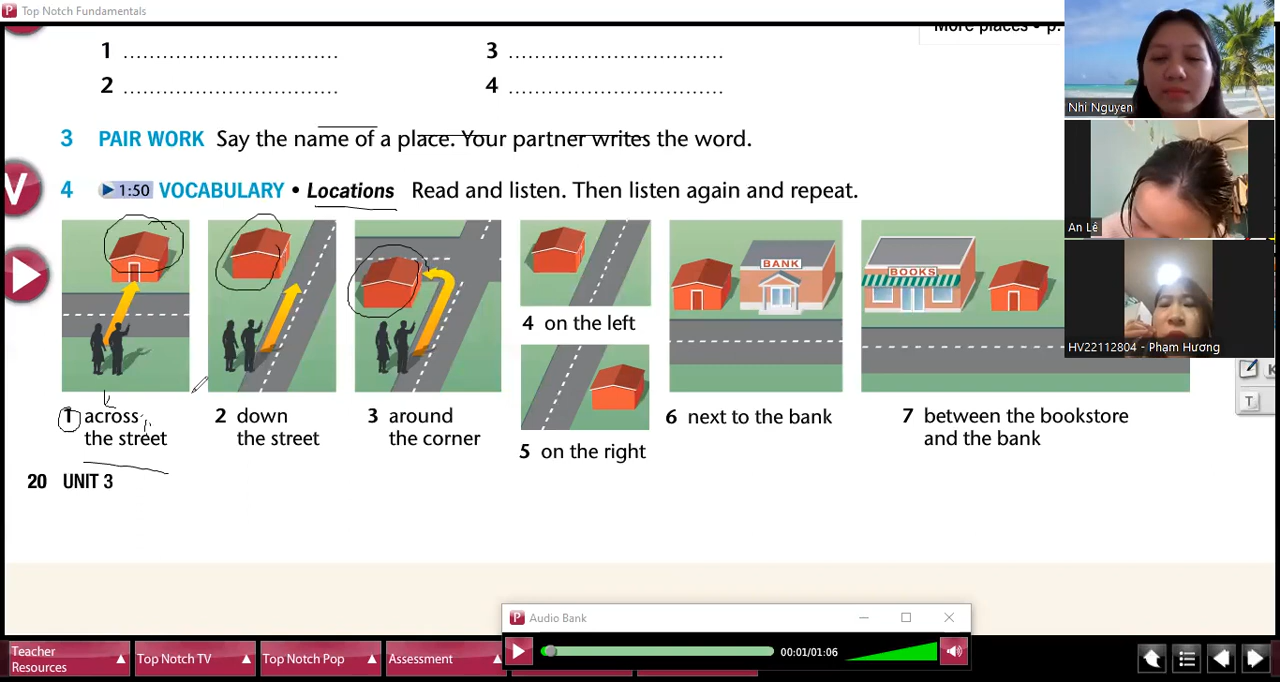 Top Notch Fundamentals
1 ................................
3 ................................
More places • p.
2 ................................
4 ................................
3 PAIR WORK Say the name of a place. Your partner writes the word.
V
4 1:50 VOCABULARY • Locations Read and listen. Then listen again and repeat.
BANK
BOOKS
1 across the street
2 down the street
3 around the corner
4 on the left
5 on the right
6 next to the bank
7 between the bookstore and the bank
20 UNIT 3
Nhi Nguyen
An Lê
HV22112804 - Phạm Hương
K
T
Audio Bank
00:01/01:06
Teacher Resources
Top Notch TV
Top Notch Pop
Assessment